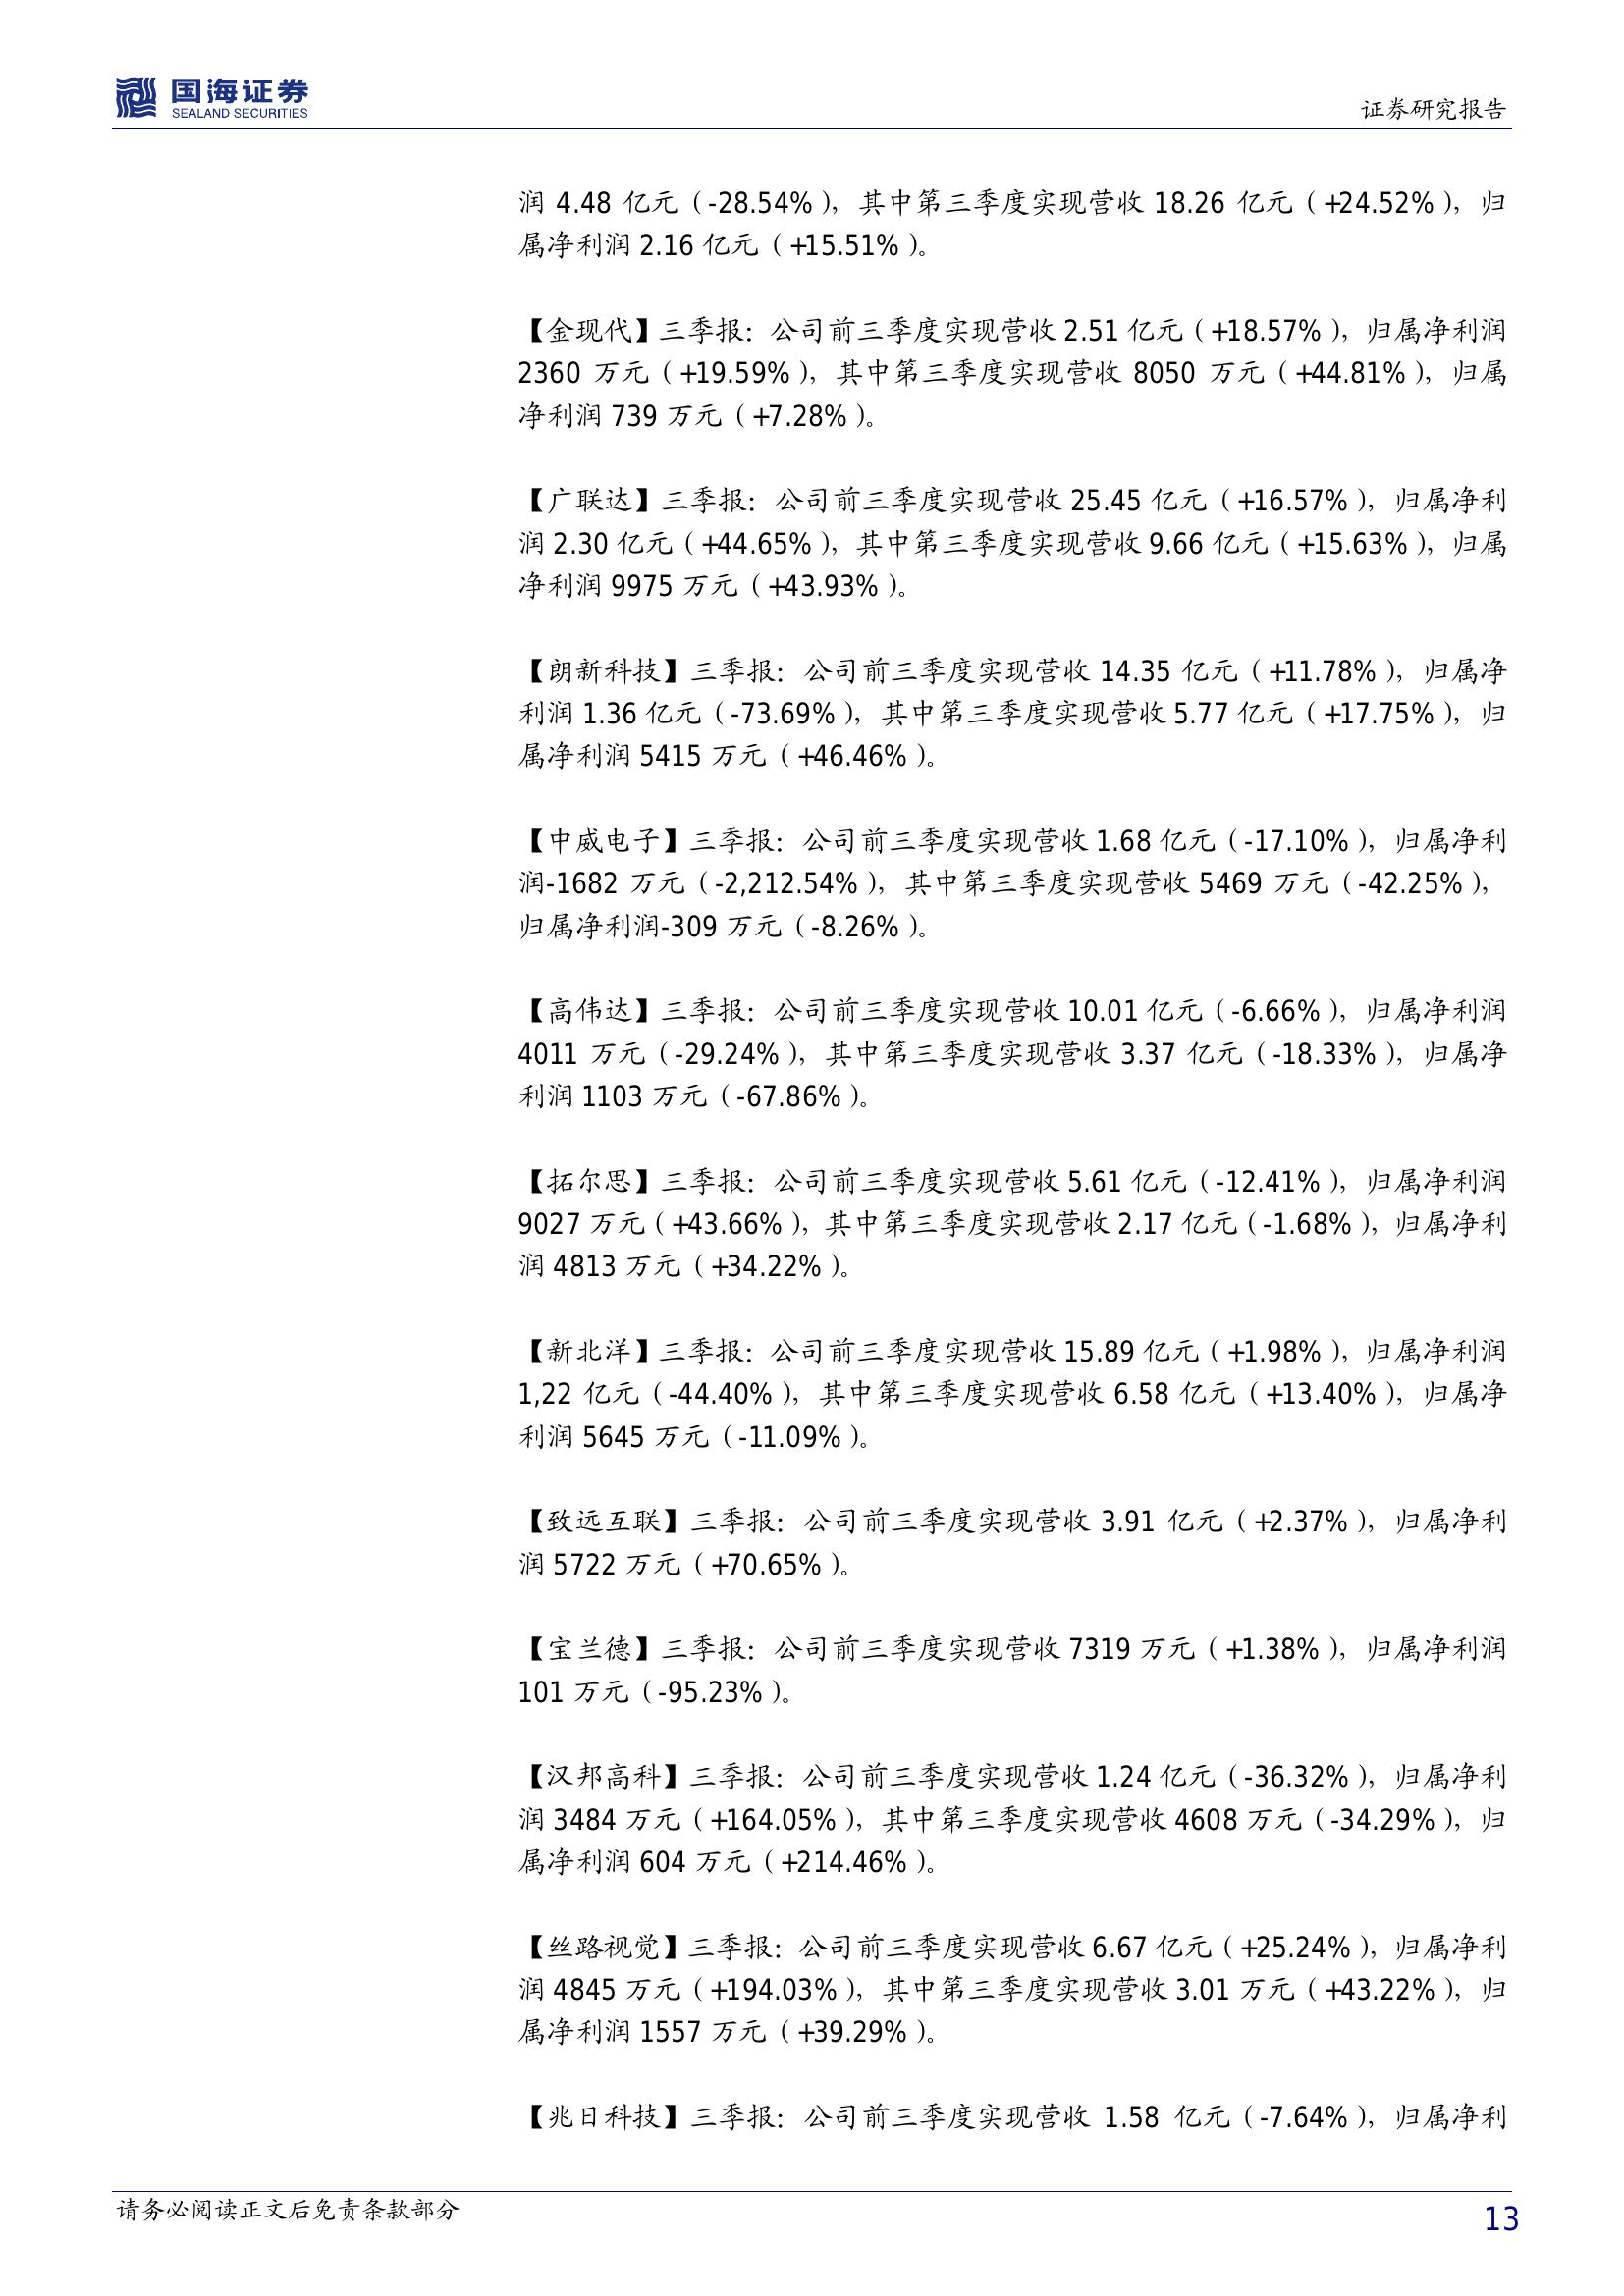 国海证券
SEALAND SECURITIES
证券研究报告
润 4.48 亿元（-28.54%），其中第三季度实现营收 18.26 亿元（+24.52%），归
属净利润 2.16 亿元（+15.51%）。
【金现代】三季报：公司前三季度实现营收 2.51 亿元（+18.57%），归属净利润
2360 万元（+19.59%），其中第三季度实现营收 8050 万元（+44.81%），归属
净利润 739 万元（+7.28%）。
【广联达】三季报：公司前三季度实现营收 25.45 亿元（+16.57%），归属净利
润 2.30 亿元（+44.65%），其中第三季度实现营收 9.66 亿元（+15.63%），归属
净利润 9975 万元（+43.93%）。
【朗新科技】三季报：公司前三季度实现营收 14.35 亿元（+11.78%），归属净
利润 1.36 亿元（-73.69%），其中第三季度实现营收 5.77 亿元（+17.75%），归
属净利润 5415 万元（+46.46%）。
【中威电子】三季报：公司前三季度实现营收 1.68 亿元（-17.10%），归属净利
润-1682 万元（-2,212.54%），其中第三季度实现营收 5469 万元（-42.25%），
归属净利润-309 万元（-8.26%）。
【高伟达】三季报：公司前三季度实现营收 10.01 亿元（-6.66%），归属净利润
4011 万元（-29.24%），其中第三季度实现营收 3.37 亿元（-18.33%），归属净
利润 1103 万元（-67.86%）。
【拓尔思】三季报：公司前三季度实现营收 5.61 亿元（-12.41%），归属净利润
9027 万元（+43.66%），其中第三季度实现营收 2.17 亿元（-1.68%），归属净利
润 4813 万元（+34.22%）。
【新北洋】三季报：公司前三季度实现营收 15.89 亿元（+1.98%），归属净利润
1,22 亿元（-44.40%），其中第三季度实现营收 6.58 亿元（+13.40%），归属净
利润 5645 万元（-11.09%）。
【致远互联】三季报：公司前三季度实现营收 3.91 亿元（+2.37%），归属净利
润 5722 万元（+70.65%）。
【宝兰德】三季报：公司前三季度实现营收 7319 万元（+1.38%），归属净利润
101 万元（-95.23%）。
【汉邦高科】三季报：公司前三季度实现营收 1.24 亿元（-36.32%），归属净利
润 3484 万元（+164.05%），其中第三季度实现营收 4608 万元（-34.29%），归
属净利润 604 万元（+214.46%）。
【丝路视觉】三季报：公司前三季度实现营收 6.67 亿元（+25.24%），归属净利
润 4845 万元（+194.03%），其中第三季度实现营收 3.01 万元（+43.22%），归
属净利润 1557 万元（+39.29%）。
【兆日科技】三季报：公司前三季度实现营收 1.58 亿元（-7.64%），归属净利
请务必阅读正文后免责条款部分
13